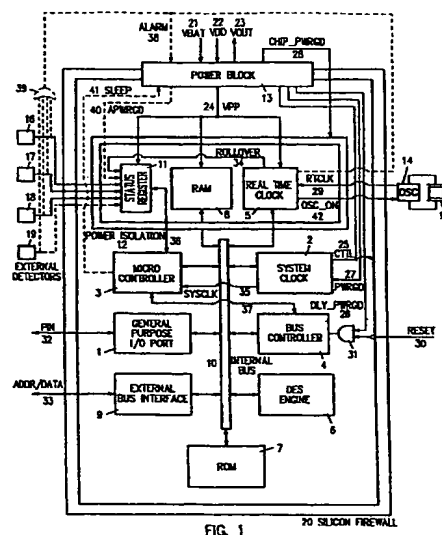 21 22 23
VBAT VDD VOUT
ALARM
38
CHIP_PWRGD
28
41 SLEEP
POWER BLOCK
13
40 APWRGD
24 VPP
39
16
17
18
19
EXTERNAL
DETECTORS
STATUS
REGISTER
11
ROLLOVER
34
RAM
8
REAL TIME
CLOCK
5
RTCLK
29
OSC_ON
42
14
OSC
POWER ISOLATION
12
36
MICRO
CONTROLLER
3
SYSTEM
CLOCK
2
25
CTL
27
PWRGD
SYSCLK
35
37
DLY_PWRGD
26
PIN
32
GENERAL
PURPOSE
I/O PORT
1
BUS
CONTROLLER
4
31
RESET
30
10
INTERNAL
BUS
ADDR/DATA
33
EXTERNAL
BUS INTERFACE
9
DES
ENGINE
6
ROM
7
20 SILICON FIREWALL
FIG. 1